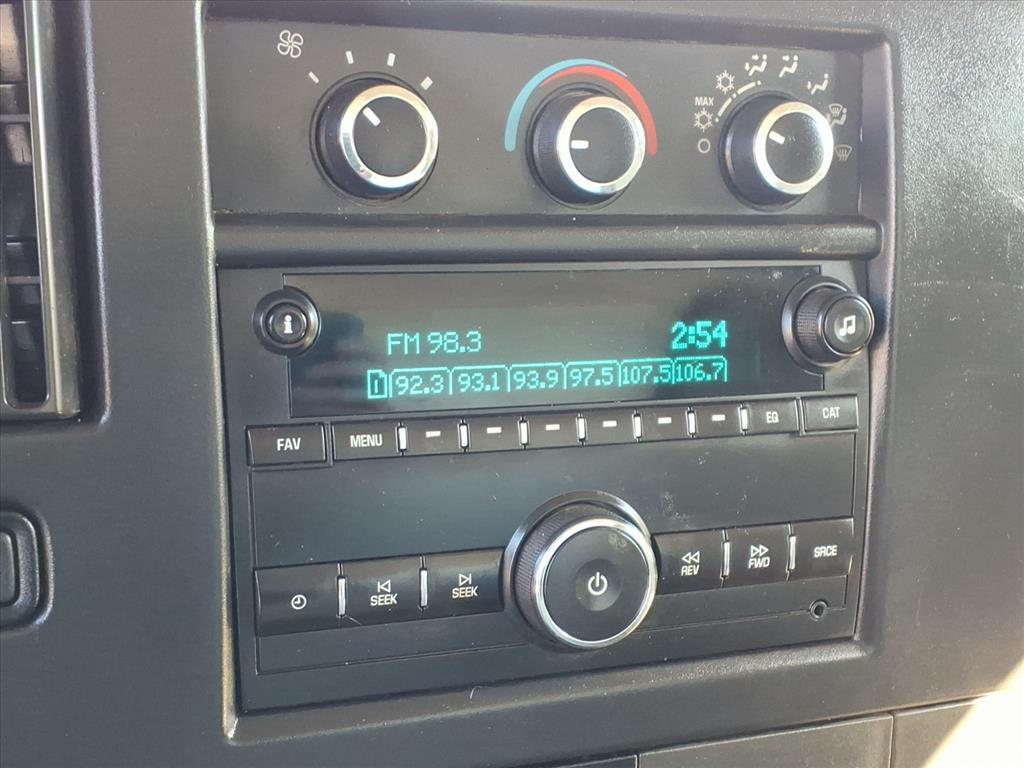 MAX
FM 98.3 2:54
1 92.3 93.1 93.9 97.5 107.5 106.7
FAV MENU EQ CAT
SEEK SEEK REV FWD SRCE